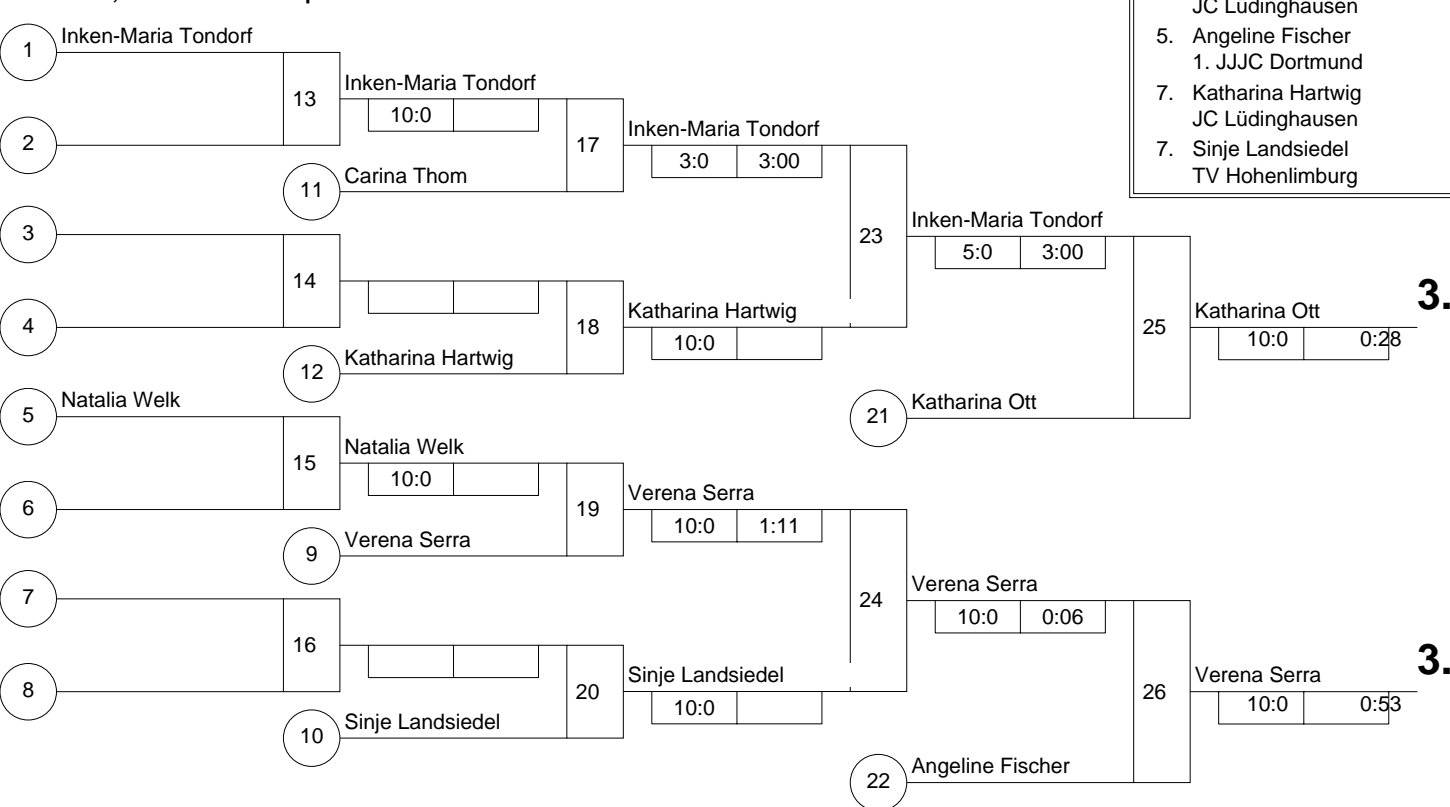 JC Lüdinghausen
5. Angeline Fischer
1. JJJC Dortmund
7. Katharina Hartwig
JC Lüdinghausen
7. Sinje Landsiedel
TV Hohenlimburg
1 Inken-Maria Tondorf
13 Inken-Maria Tondorf
10:0
2
17 Inken-Maria Tondorf
3:0 3:00
11 Carina Thom
3
23 Inken-Maria Tondorf
5:0 3:00
14
4
18 Katharina Hartwig
10:0
12 Katharina Hartwig
25 Katharina Ott 3.
10:0 0:28
5 Natalia Welk
21 Katharina Ott
15 Natalia Welk
10:0
6
19 Verena Serra
10:0 1:11
9 Verena Serra
7
24 Verena Serra
10:0 0:06
16
8
20 Sinje Landsiedel
10:0
10 Sinje Landsiedel
26 Verena Serra 3.
10:0 0:53
22 Angeline Fischer